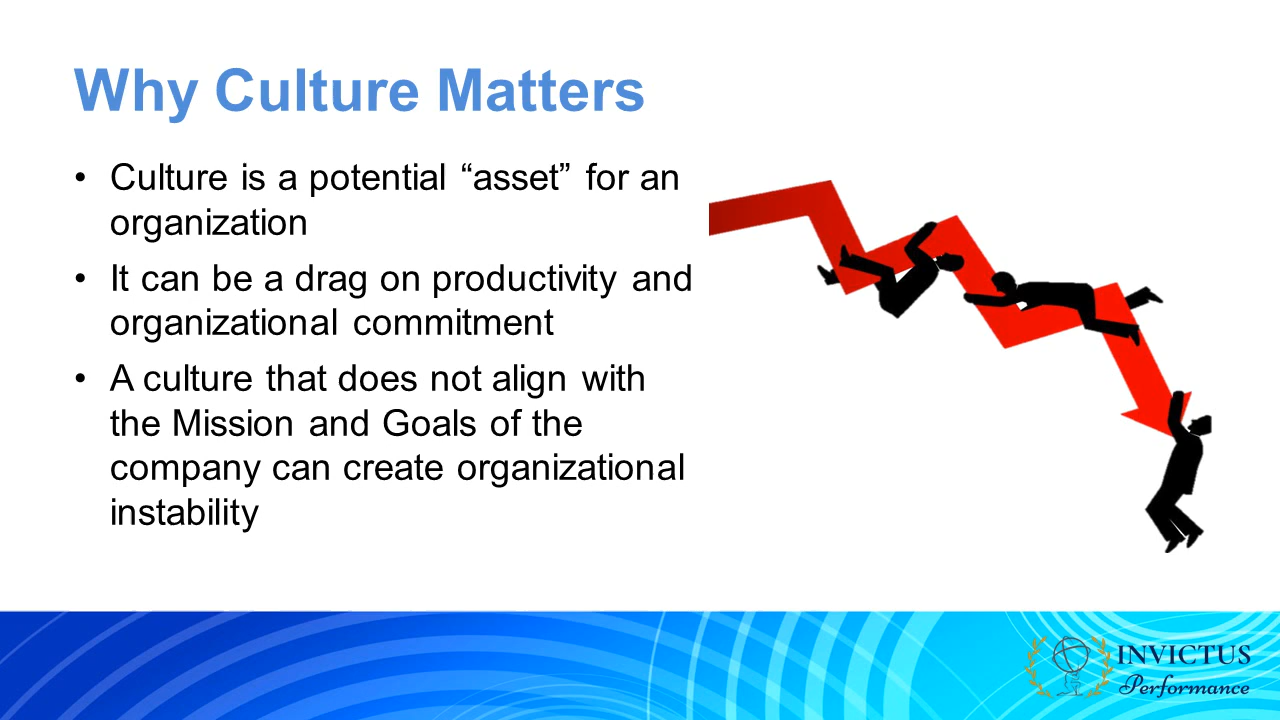 Why Culture Matters
• Culture is a potential “asset” for an
organization
• It can be a drag on productivity and
organizational commitment
• A culture that does not align with
the Mission and Goals of the
company can create organizational
instability
INVICTUS
Performance